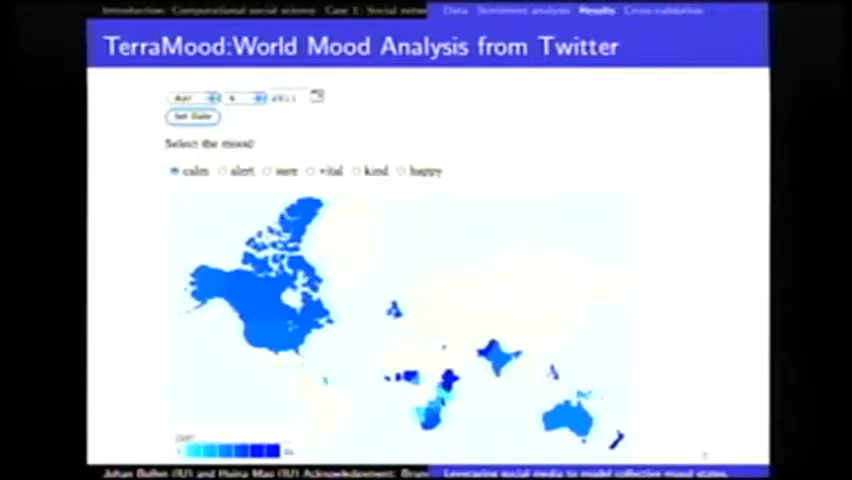 Introduction: Computational social science Case 1: Social
Data Sentiment analysis Results Cross-validation
TerraMood:World Mood Analysis from Twitter
Apr
2011
Set Date
Select the mood:
calm alert sure vital kind happy
Johan Bollen (IU) and Huina Mao (IU) Acknowledgement:
Leveraging social media to model collective mood states.